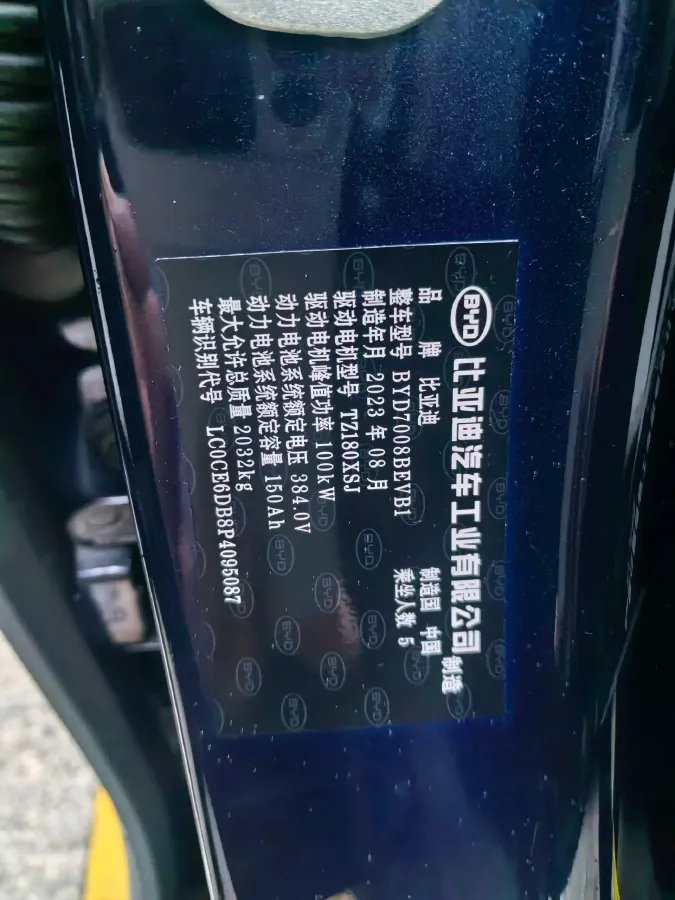 BYD 比亚迪汽车工业有限公司 制造
品 牌 比亚迪 制造国 中国
整车型号 BYD7008BEVB1 乘坐人数 5
制造年月 2023 年 08 月
驱动电机型号 TZ180XSJ
驱动电机峰值功率 100kW
动力电池系统额定电压 384.0V
动力电池系统额定容量 150Ah
最大允许总质量 2032kg
车辆识别代号 LC0CE6DB8P4095087